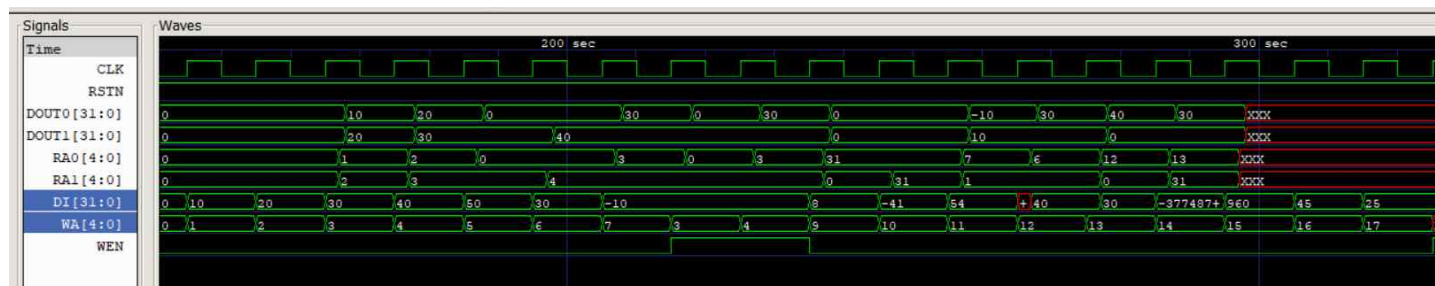 Signals Waves
Time 200 sec 300 sec
CLK
RSTN
DOUT0[31:0] 0 10 20 0 30 0 30 0 -10 30 40 30 XXX
DOUT1[31:0] 0 20 30 40 0 10 0 XXX
RA0[4:0] 0 1 2 0 3 0 3 31 7 6 12 13 XXX
RA1[4:0] 0 2 3 4 0 31 1 0 31 XXX
DI[31:0] 0 10 20 30 40 50 30 -10 8 -41 54 + 40 30 -377487+ 960 45 25
WA[4:0] 0 1 2 3 4 5 6 7 3 4 9 10 11 12 13 14 15 16 17
WEN